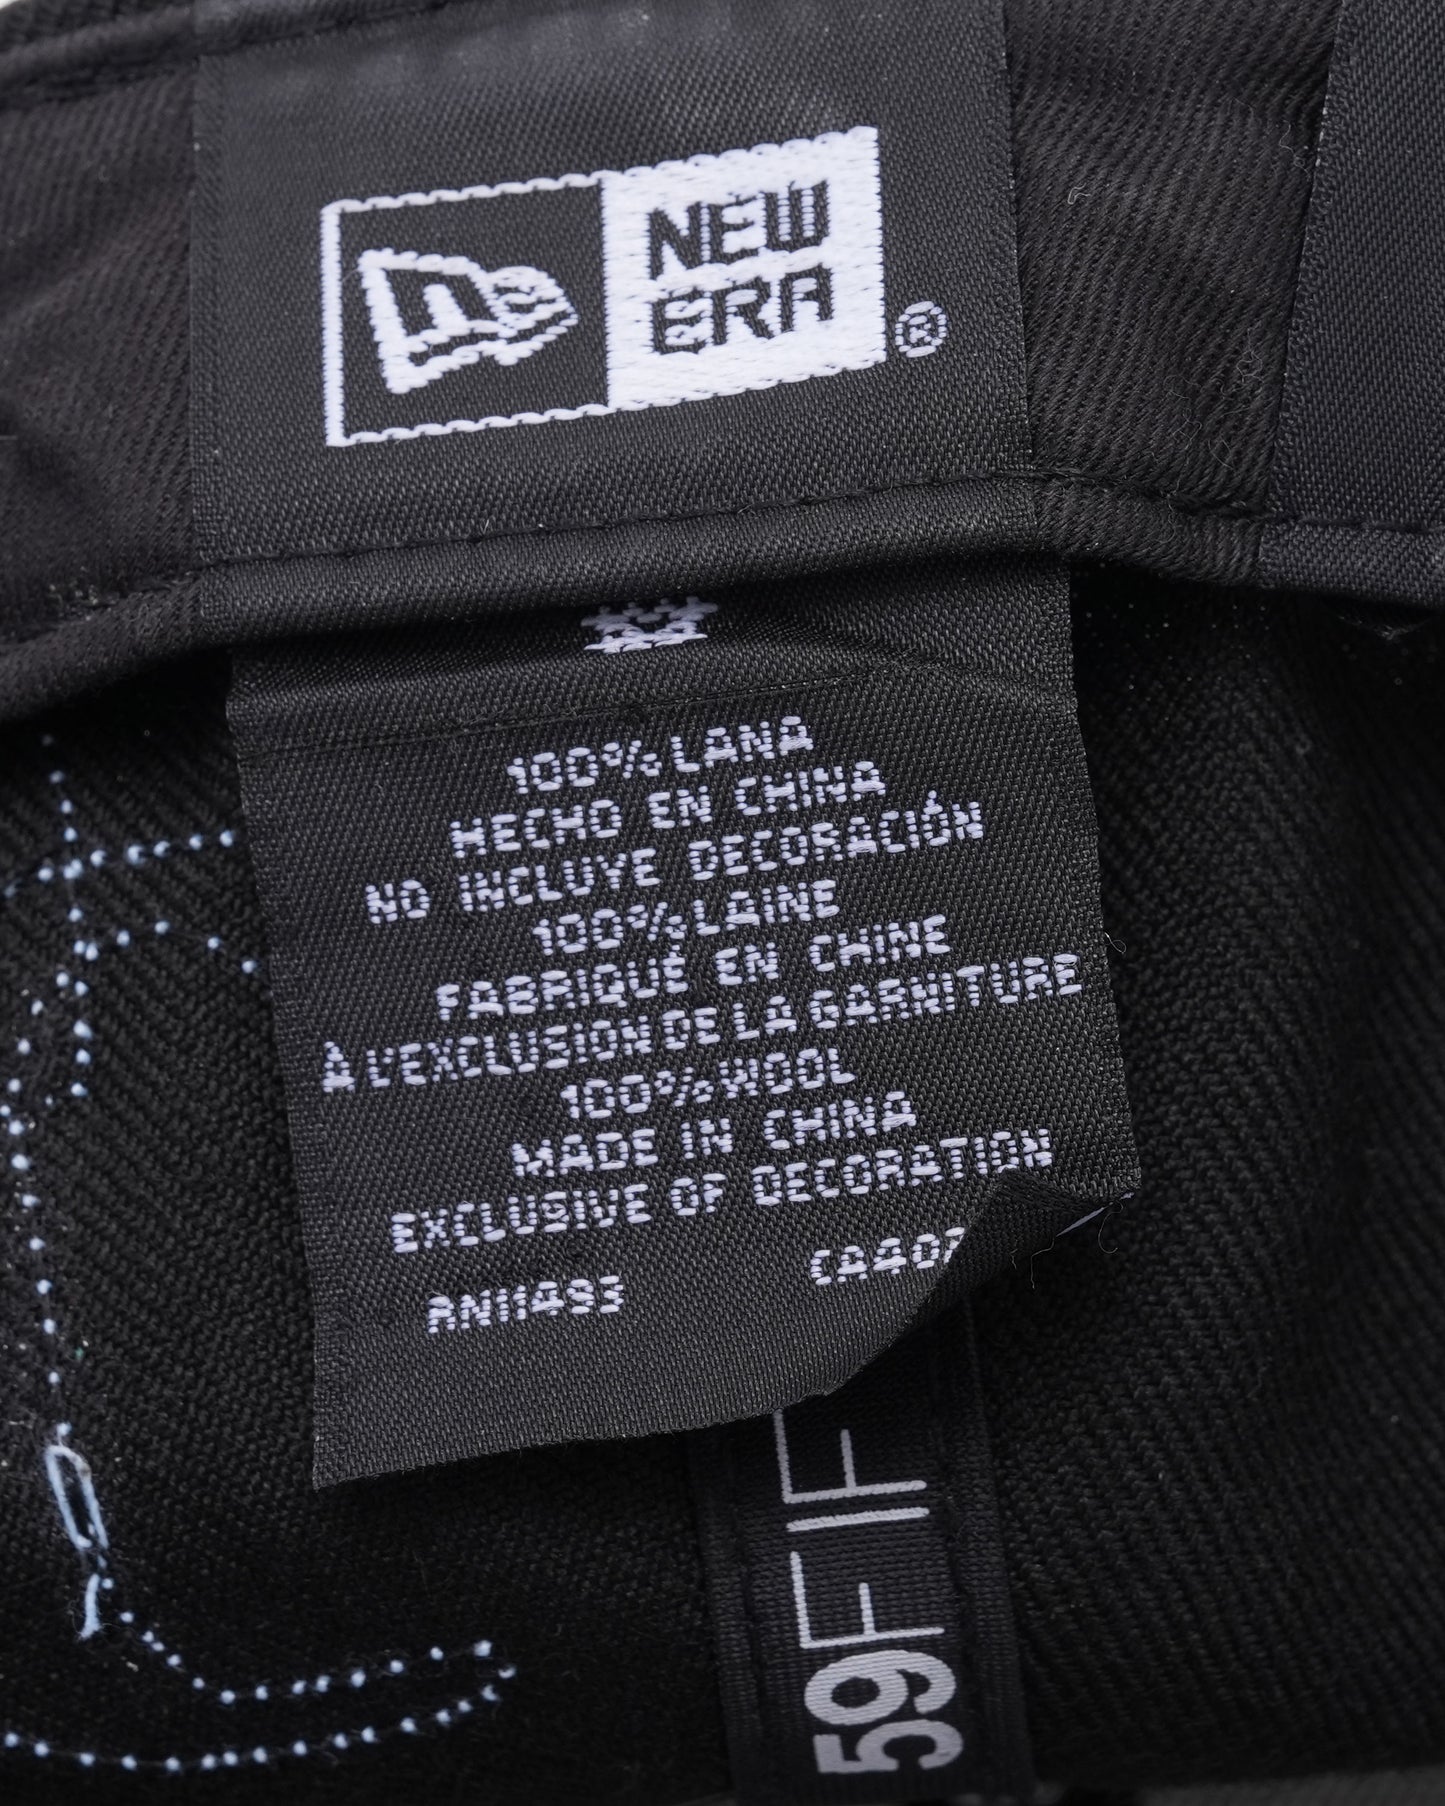 NEW
ERA®
100% LANA
HECHO EN CHINA
NO INCLUYE DECORACIÓN
100% LAINE
FABRIQUÉ EN CHINE
À L'EXCLUSION DE LA GARNITURE
100% WOOL
MADE IN CHINA
EXCLUSIVE OF DECORATION
RN11493
59FIF